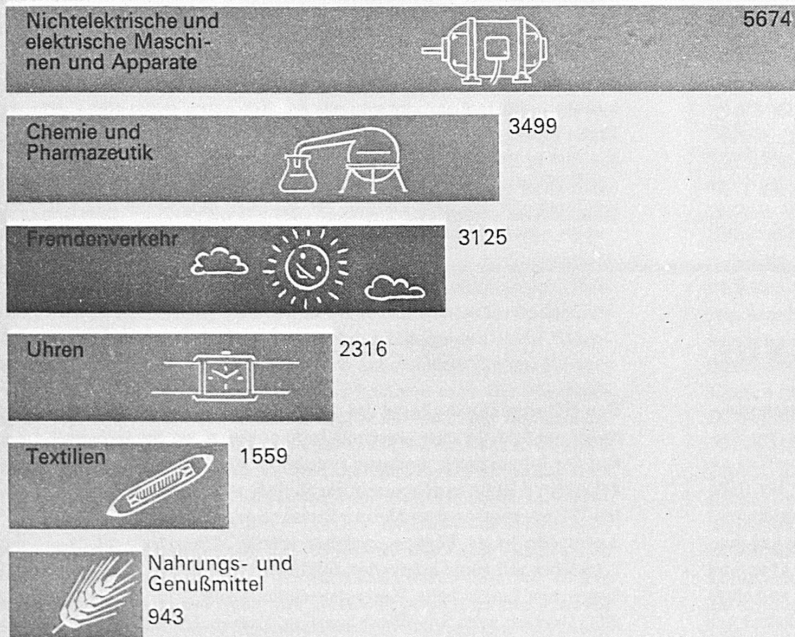 Nichtelektrische und
elektrische Maschi-
nen und Apparate
5674
Chemie und
Pharmazeutik
3499
Fremdenverkehr
3125
Uhren
2316
Textilien
1559
Nahrungs- und
Genußmittel
943